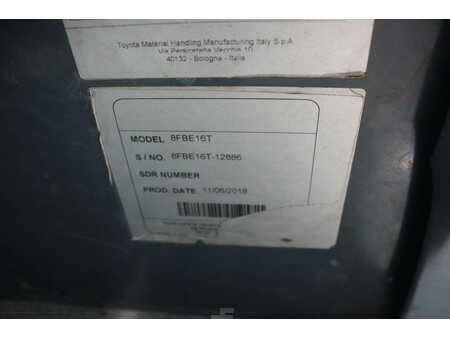 Toyota Material Handling Manufacturing Italy S.p.A.
Via Persicetana Vecchia 10
40132 - Bologna - Italia
MODEL 8FBE16T
S / NO. 8FBE16T-12886
SDR NUMBER
PROD. DATE 11/06/2018